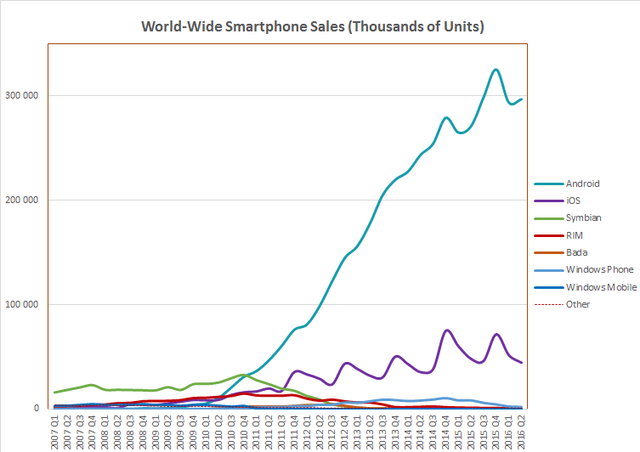 World-Wide Smartphone Sales (Thousands of Units)
300 000
200 000
100 000
0
2007 Q1
2007 Q2
2007 Q3
2007 Q4
2008 Q1
2008 Q2
2008 Q3
2008 Q4
2009 Q1
2009 Q2
2009 Q3
2009 Q4
2010 Q1
2010 Q2
2010 Q3
2010 Q4
2011 Q1
2011 Q2
2011 Q3
2011 Q4
2012 Q1
2012 Q2
2012 Q3
2012 Q4
2013 Q1
2013 Q2
2013 Q3
2013 Q4
2014 Q1
2014 Q2
2014 Q3
2014 Q4
2015 Q1
2015 Q2
2015 Q3
2015 Q4
2016 Q1
2016 Q2
Android
iOS
Symbian
RIM
Bada
Windows Phone
Windows Mobile
Other